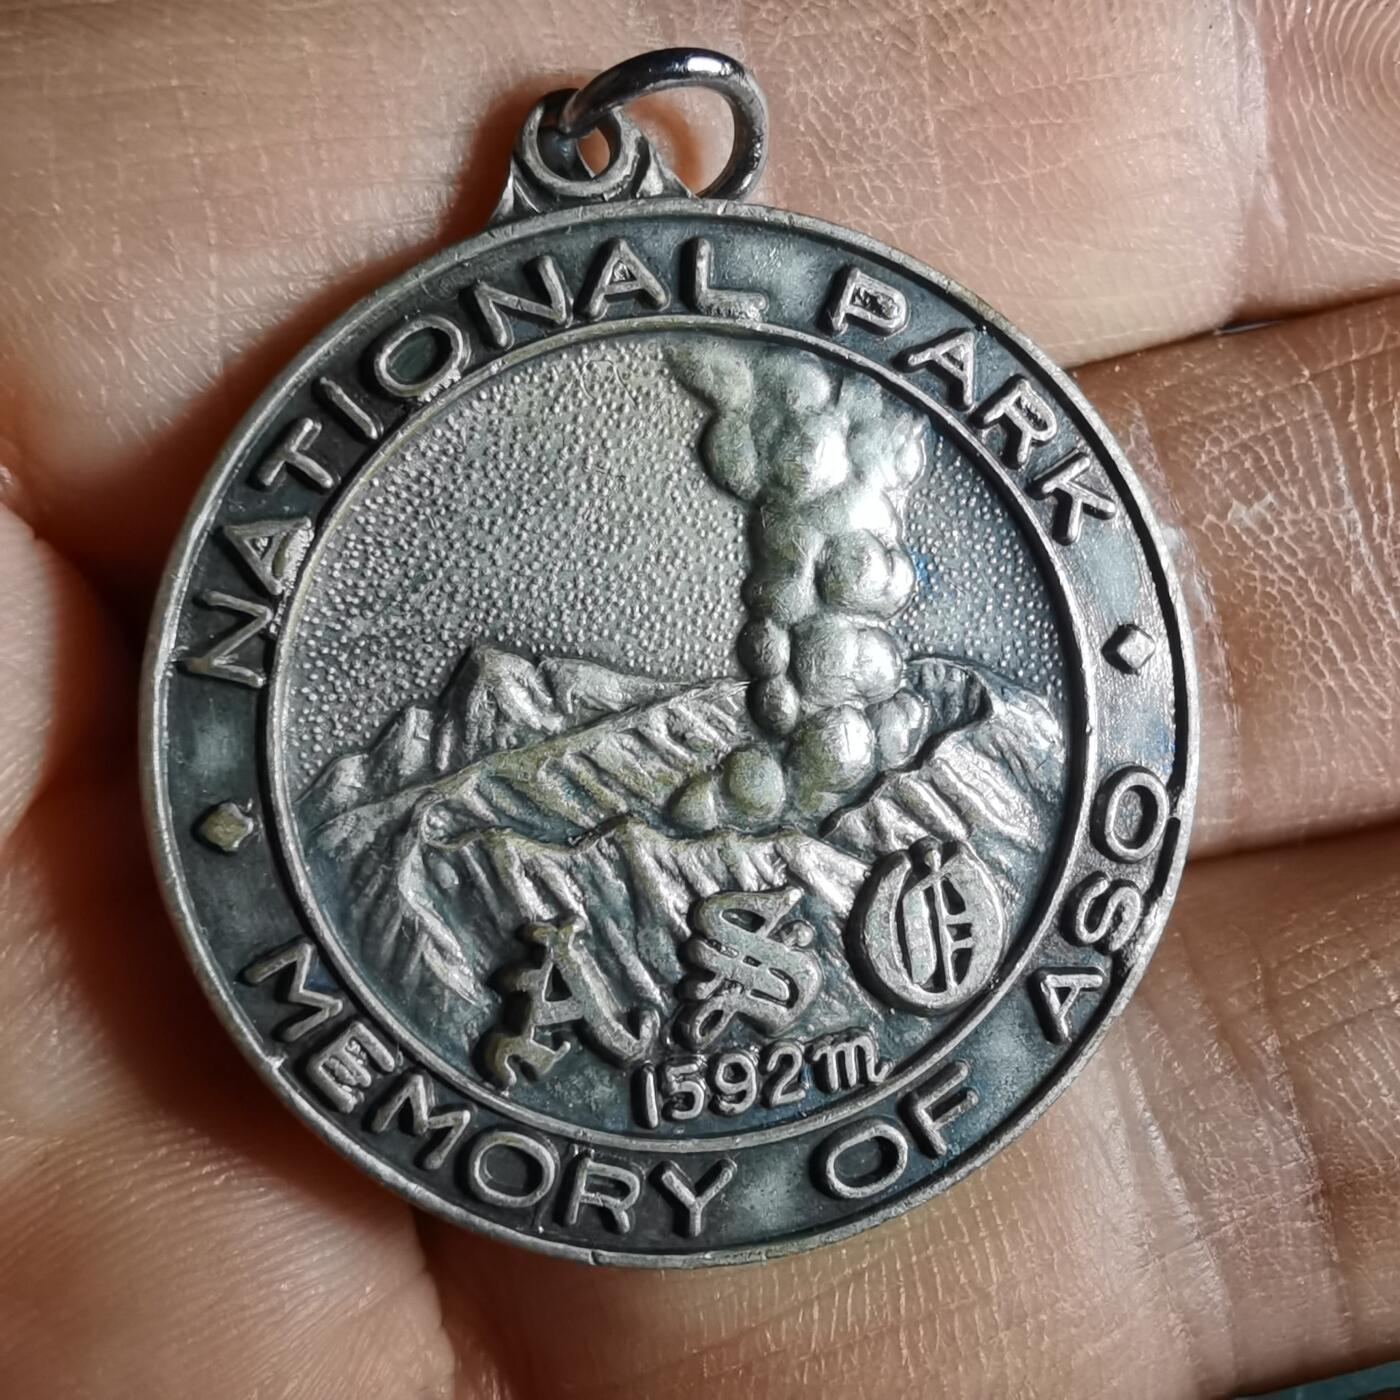 NATIONAL PARK
ASO
1592m
MEMORY OF ASO